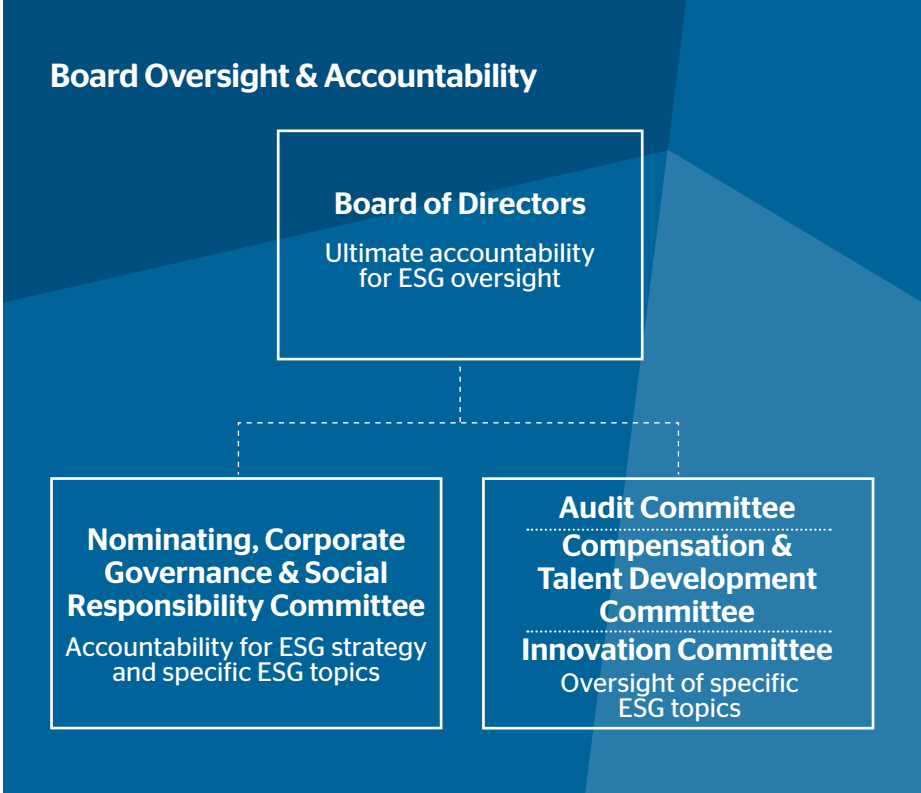 Board Oversight & Accountability
Board of Directors
Ultimate accountability
for ESG oversight
Nominating, Corporate
Governance & Social
Responsibility Committee
Accountability for ESG strategy
and specific ESG topics
Audit Committee
Compensation &
Talent Development
Committee
Innovation Committee
Oversight of specific
ESG topics